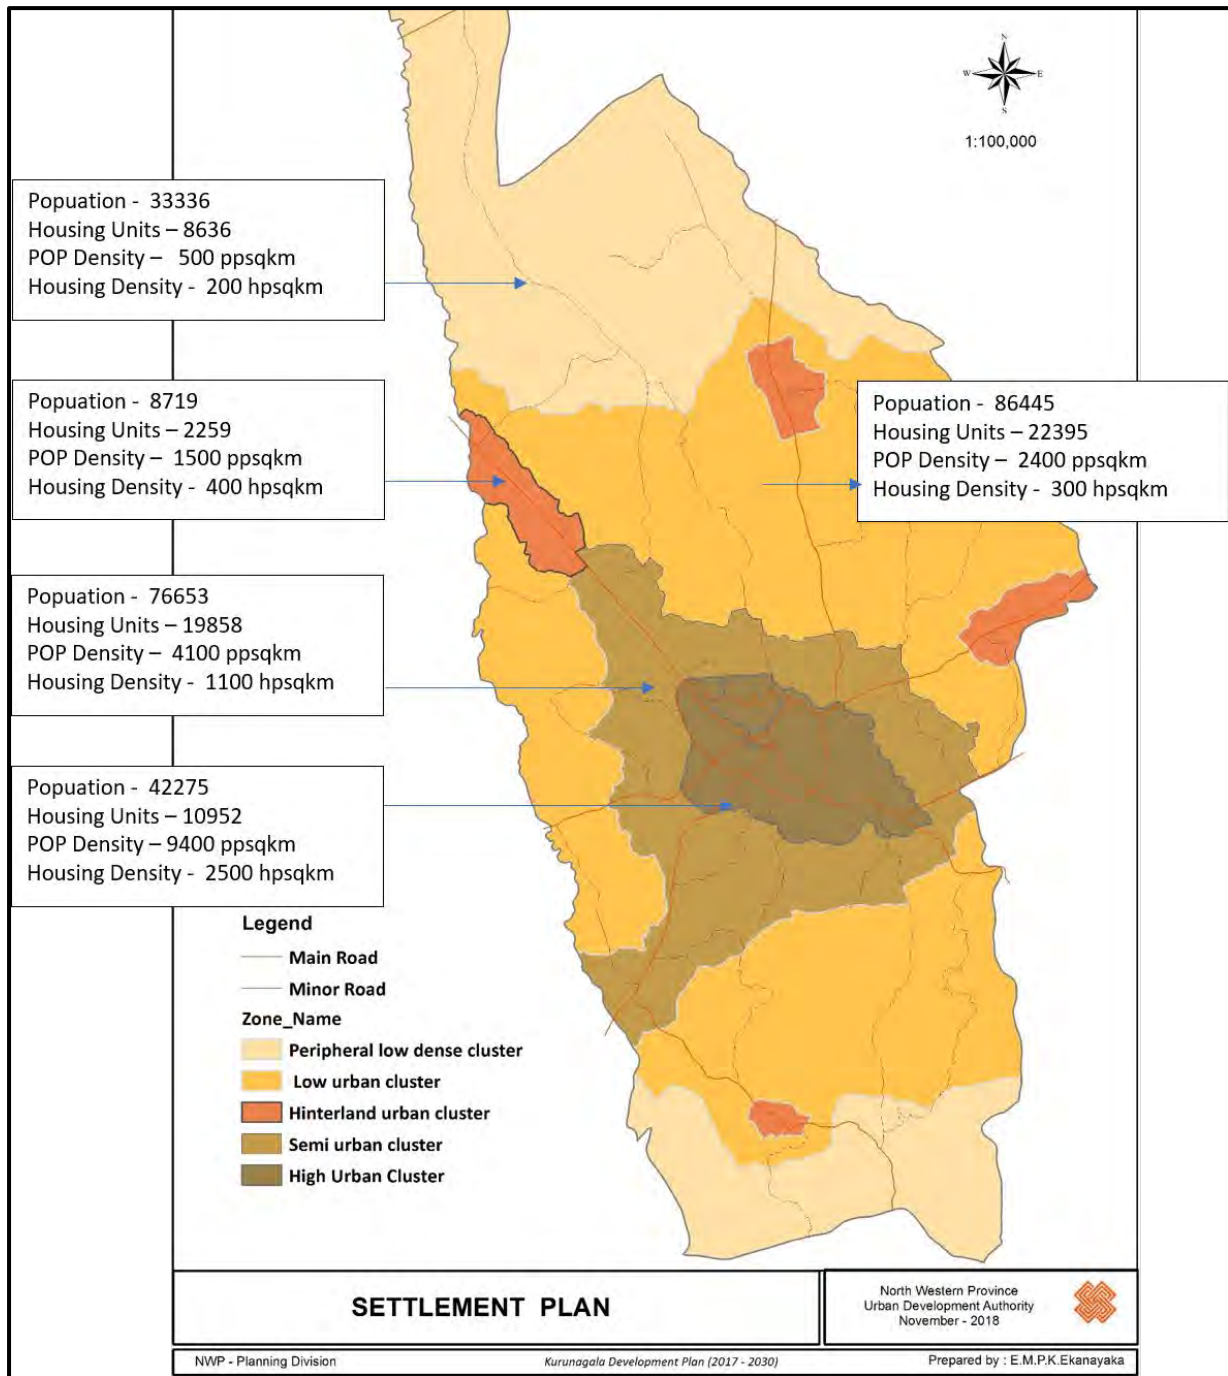 N
W E
S
1:100,000
Popuation - 33336
Housing Units – 8636
POP Density – 500 ppsqkm
Housing Density - 200 hpsqkm
Popuation - 8719
Housing Units – 2259
POP Density – 1500 ppsqkm
Housing Density - 400 hpsqkm
Popuation - 86445
Housing Units – 22395
POP Density – 2400 ppsqkm
Housing Density - 300 hpsqkm
Popuation - 76653
Housing Units – 19858
POP Density – 4100 ppsqkm
Housing Density - 1100 hpsqkm
Popuation - 42275
Housing Units – 10952
POP Density – 9400 ppsqkm
Housing Density - 2500 hpsqkm
Legend
Main Road
Minor Road
Zone_Name
Peripheral low dense cluster
Low urban cluster
Hinterland urban cluster
Semi urban cluster
High Urban Cluster
SETTLEMENT PLAN
North Western Province
Urban Development Authority
November - 2018
NWP - Planning Division
Kurunagala Development Plan (2017 - 2030)
Prepared by : E.M.P.K.Ekanayaka